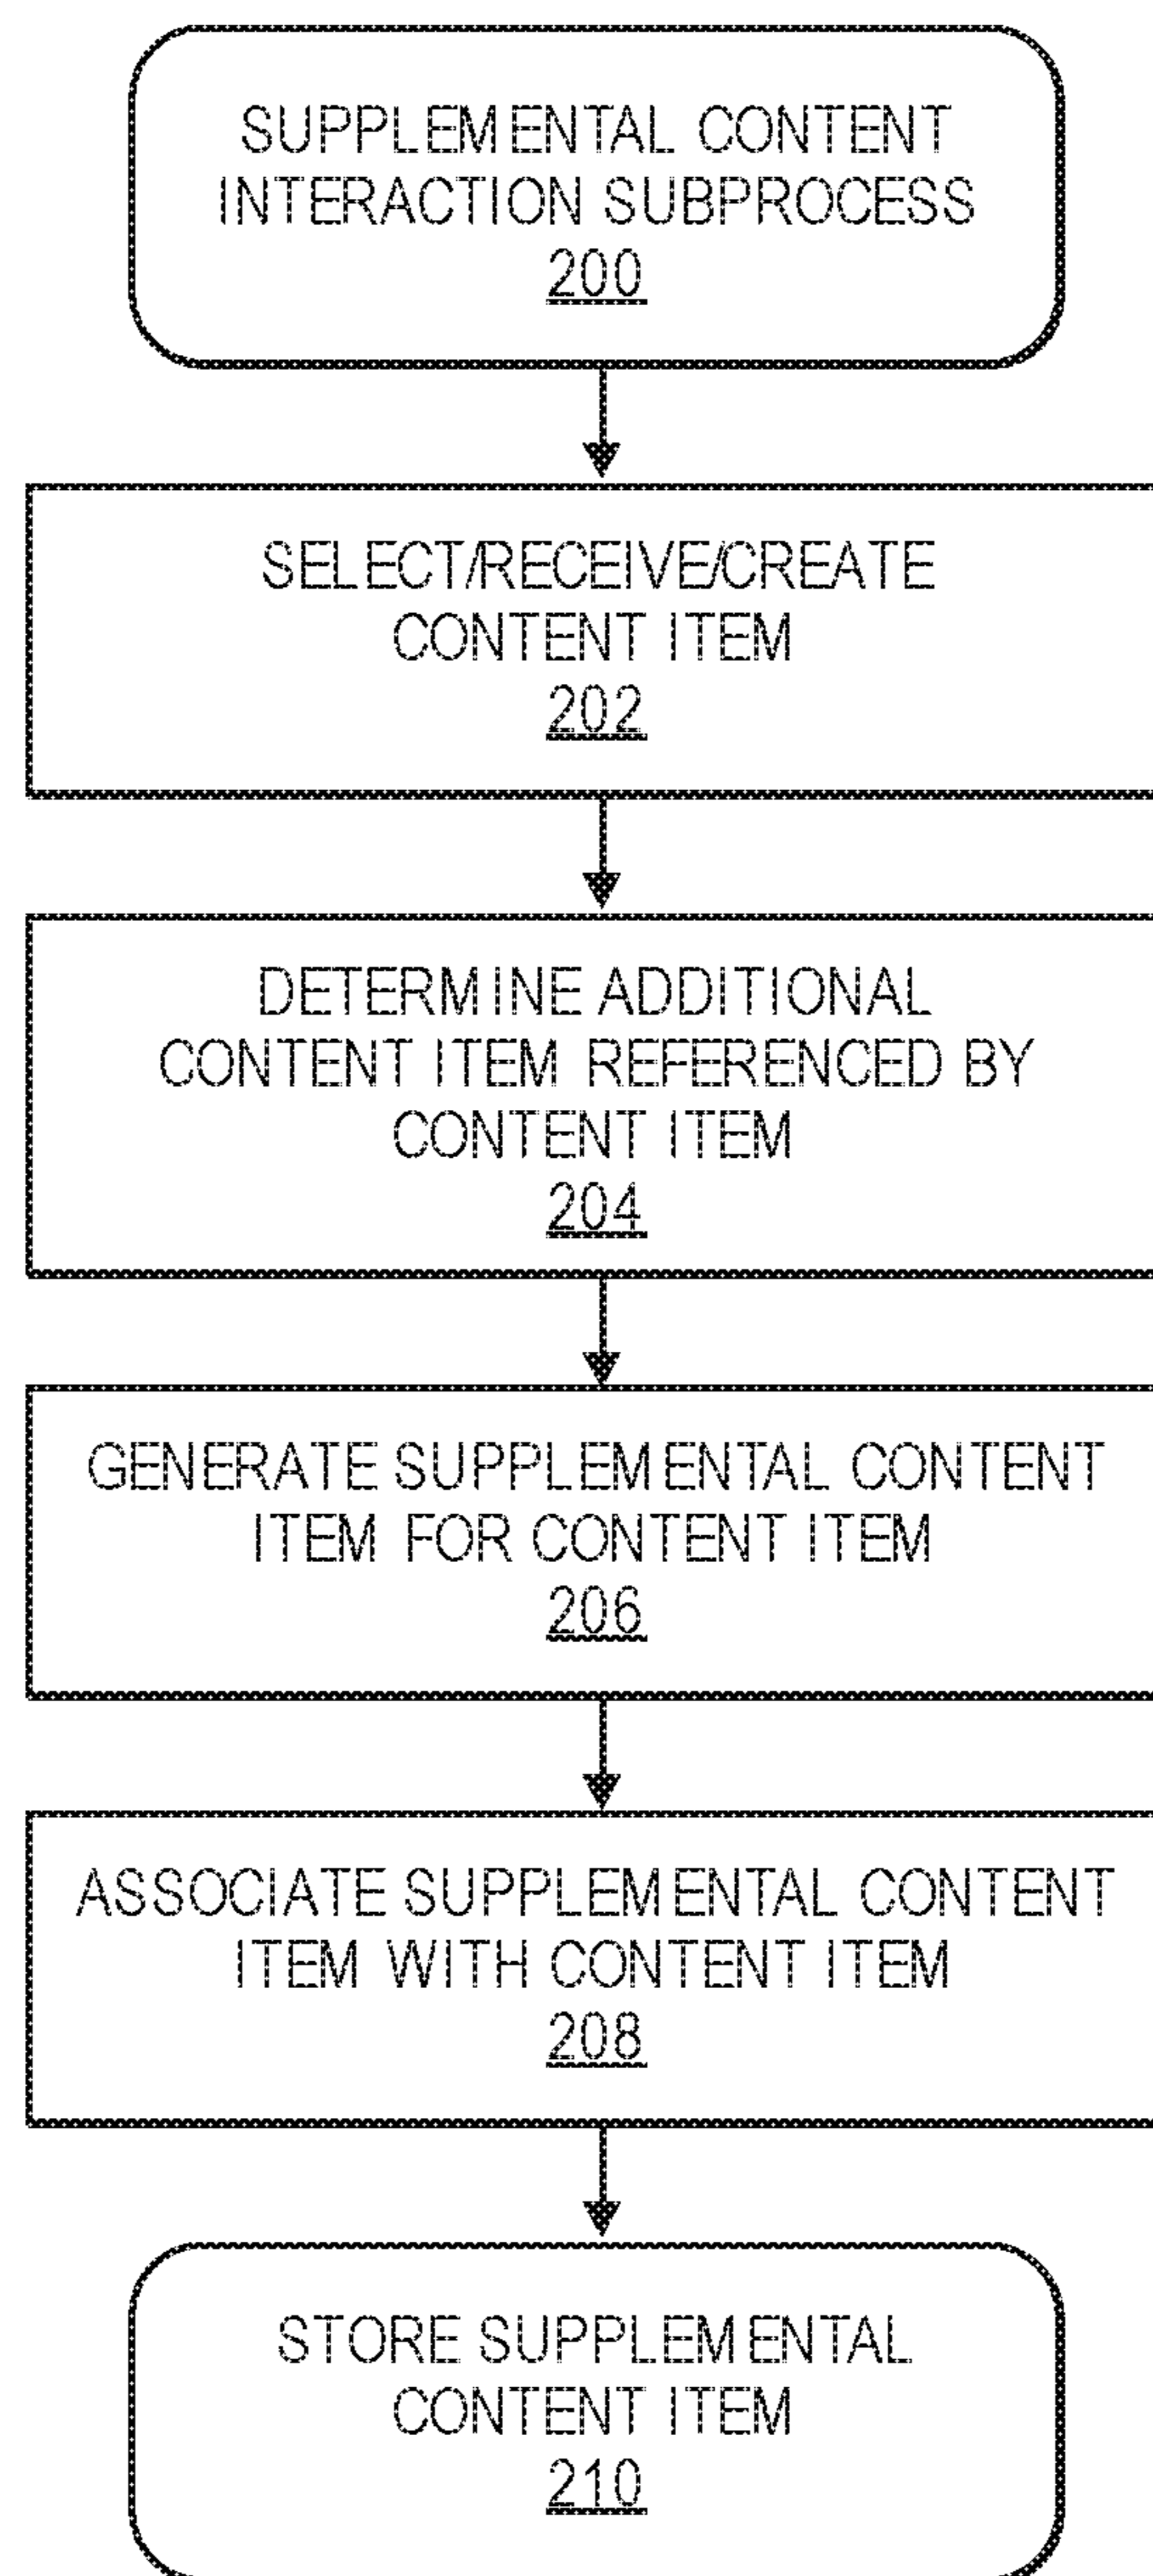 SUPPLEMENTAL CONTENT
INTERACTION SUBPROCESS
200
SELECT/RECEIVE/CREATE
CONTENT ITEM
202
DETERMINE ADDITIONAL
CONTENT ITEM REFERENCED BY
CONTENT ITEM
204
GENERATE SUPPLEMENTAL CONTENT
ITEM FOR CONTENT ITEM
206
ASSOCIATE SUPPLEMENTAL CONTENT
ITEM WITH CONTENT ITEM
208
STORE SUPPLEMENTAL
CONTENT ITEM
210